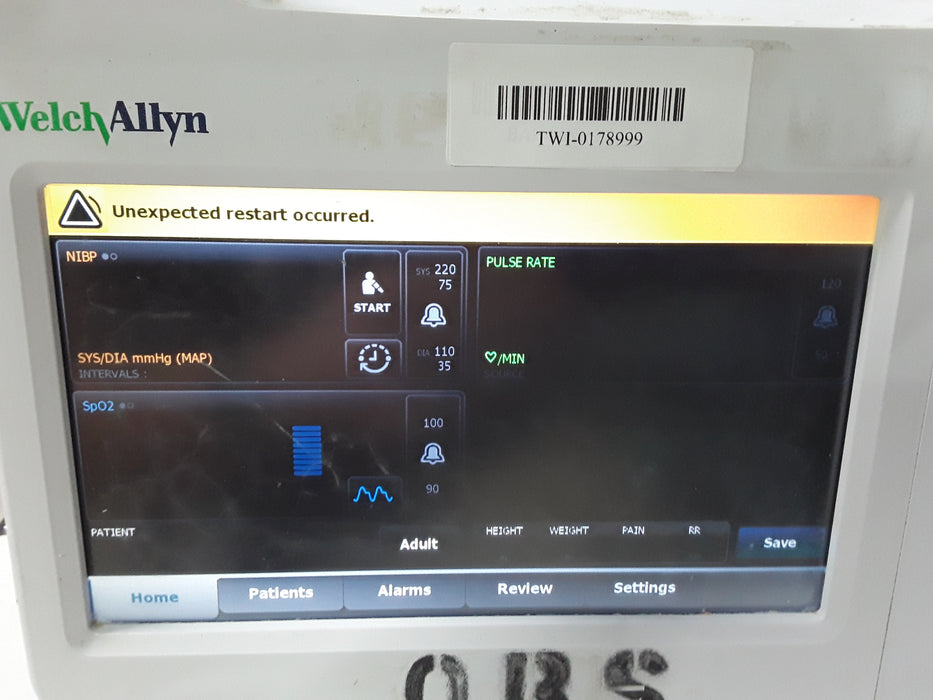 WelchAllyn
TWI-0178999
Unexpected restart occurred.
NIBP
START
SYS 220
75
DIA 110
35
SYS/DIA mmHg (MAP)
INTERVALS :
PULSE RATE
120
/MIN
SOURCE
SpO2
100
90
PATIENT
Adult
HEIGHT WEIGHT PAIN RR
Save
Home Patients Alarms Review Settings
OBS